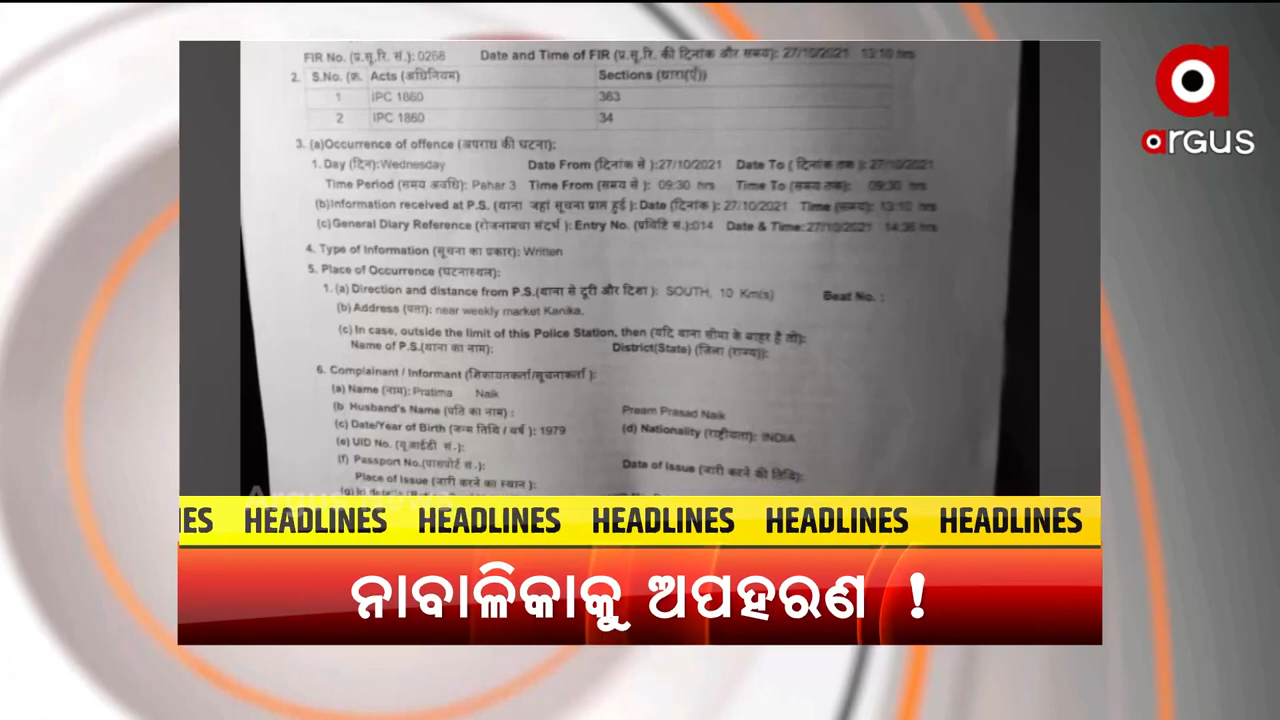 FIR No. (प्र.सू.रि. सं.): 0268 Date and Time of FIR (प्र.सू.रि. की दिनांक और समय): 27/10/2021 13:10 hrs
2. S.No. (क्र. Acts (अधिनियम) Sections (धारा(एँ))
1 IPC 1860 363
2 IPC 1860 34
3. (a)Occurrence of offence (अपराध की घटना):
1. Day (दिन):Wednesday Date From (दिनांक से ):27/10/2021 Date To ( दिनांक तक ): 27/10/2021
Time Period (समय अवधि): Pahar 3 Time From (समय से ): 09:30 hrs Time To (समय तक): 09:30 hrs
(b)Information received at P.S. (थाना जहां सूचना प्राप्त हुई ): Date (दिनांक ): 27/10/2021 Time (समय): 13:10 hrs
(c)General Diary Reference (रोजनामचा संदर्भ ): Entry No. (प्रविष्टि सं.):014 Date & Time:27/10/2021 14:36 hrs
4. Type of Information (सूचना का प्रकार): Written
5. Place of Occurrence (घटनास्थल):
1. (a) Direction and distance from P.S.(थाना से दूरी और दिशा ): SOUTH, 10 Km(s) Beat No. :
(b) Address (पता): near weekly market Kanika.
(c) In case, outside the limit of this Police Station, then (यदि थाना सीमा के बाहर है तो):
Name of P.S.(थाना का नाम): District(State) (जिला (राज्य)):
6. Complainant / Informant (शिकायतकर्ता/सूचनाकर्ता ):
(a) Name (नाम): Pratima Naik
(b Husband's Name (पति का नाम) : Pream Prasad Naik
(c) Date/Year of Birth (जन्म तिथि / वर्ष ): 1979 (d) Nationality (राष्ट्रीयता): INDIA
(e) UID No. (यूआईडी सं.):
(f) Passport No.(पासपोर्ट सं.): Date of Issue (जारी करने की तिथि):
Place of Issue (जारी करने का स्थान ):
argus
Argus News
IES HEADLINES HEADLINES HEADLINES HEADLINES HEADLINES
ନାବାଳିକାକୁ ଅପହରଣ !